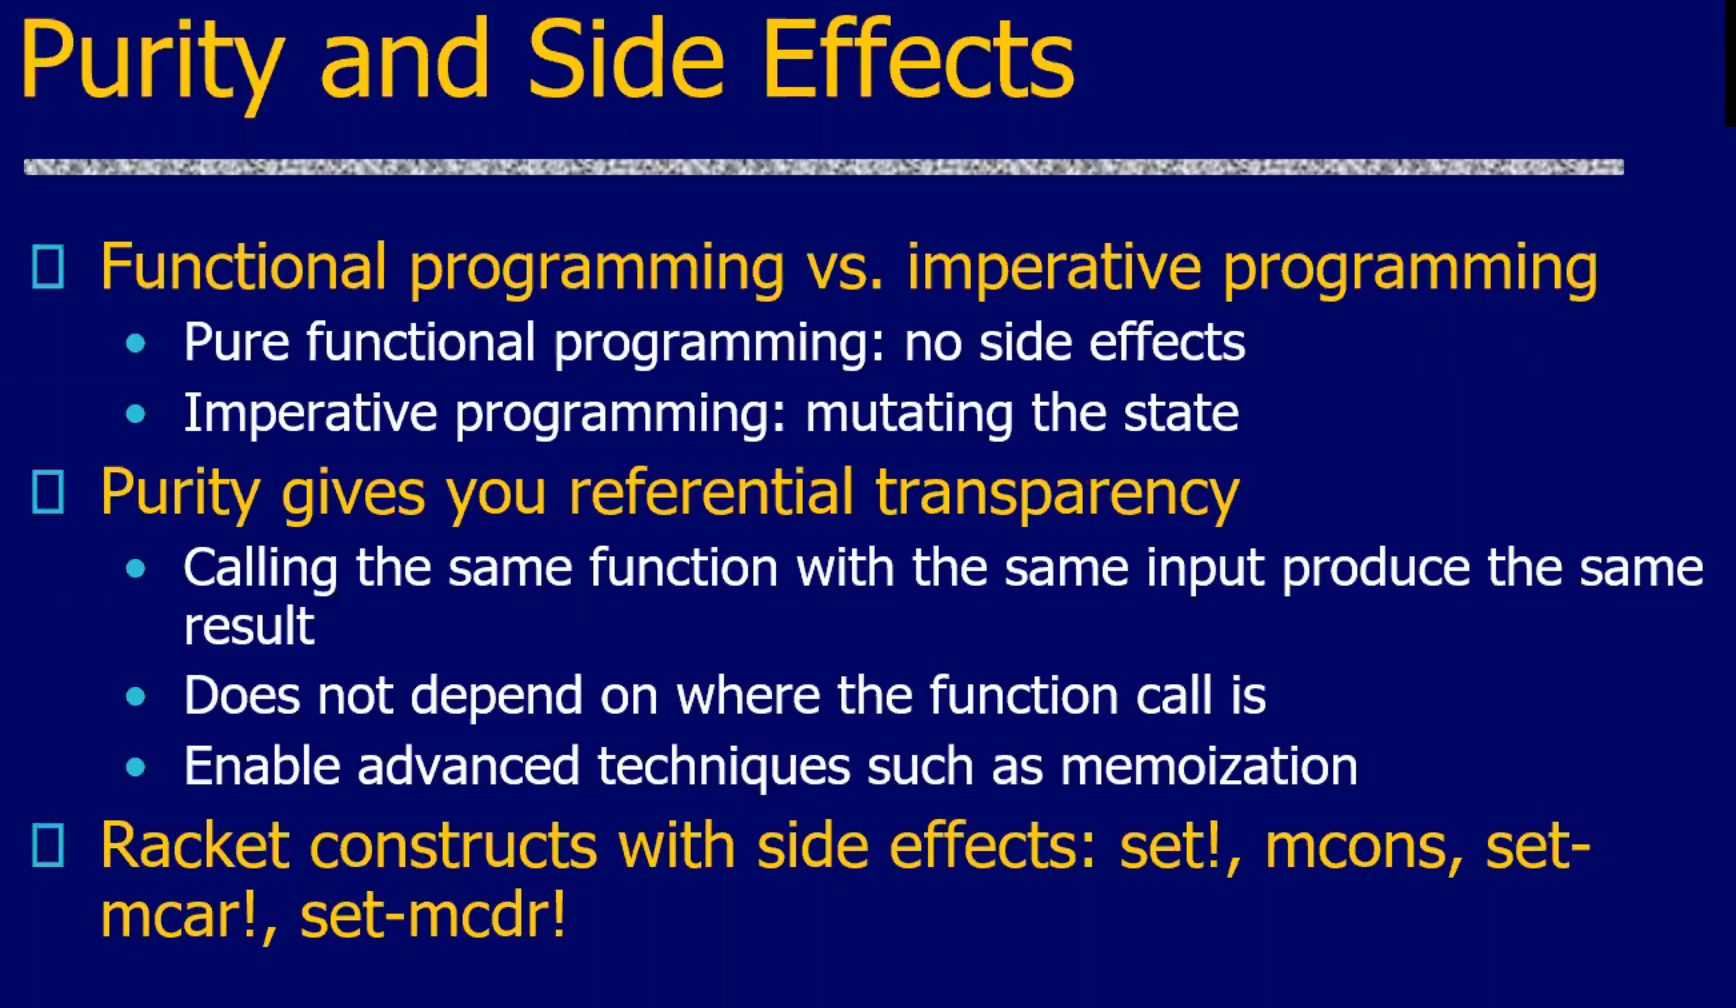 Purity and Side Effects
Functional programming vs. imperative programming
Pure functional programming: no side effects
Imperative programming: mutating the state
Purity gives you referential transparency
Calling the same function with the same input produce the same
result
Does not depend on where the function call is
Enable advanced techniques such as memoization
Racket constructs with side effects: set!, mcons, set-
mcar!, set-mcdr!